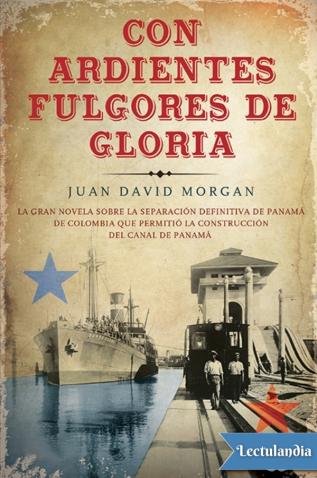 CON
ARDIENTES
FULGORES DE
GLORIA
JUAN DAVID MORGAN
LA GRAN NOVELA SOBRE LA SEPARACIÓN DEFINITIVA DE PANAMÁ
DE COLOMBIA QUE PERMITIÓ LA CONSTRUCCIÓN
DEL CANAL DE PANAMÁ
Lectulandia